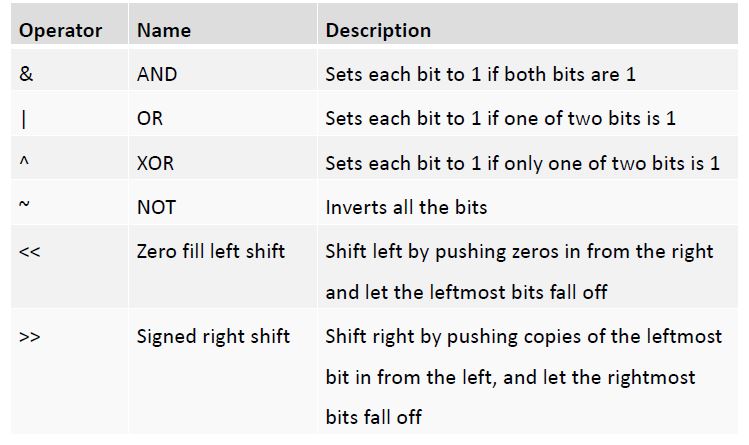 Operator Name Description
& AND Sets each bit to 1 if both bits are 1
| OR Sets each bit to 1 if one of two bits is 1
^ XOR Sets each bit to 1 if only one of two bits is 1
~ NOT Inverts all the bits
<< Zero fill left shift Shift left by pushing zeros in from the right
and let the leftmost bits fall off
>> Signed right shift Shift right by pushing copies of the leftmost
bit in from the left, and let the rightmost
bits fall off